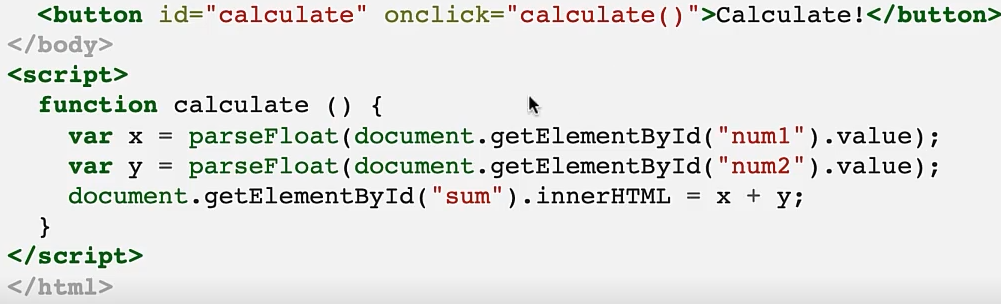 <button id="calculate" onclick="calculate()">Calculate!</button>
</body>
<script>
function calculate () {
var x = parseFloat(document.getElementById("num1").value);
var y = parseFloat(document.getElementById("num2").value);
document.getElementById("sum").innerHTML = x + y;
}
</script>
</html>